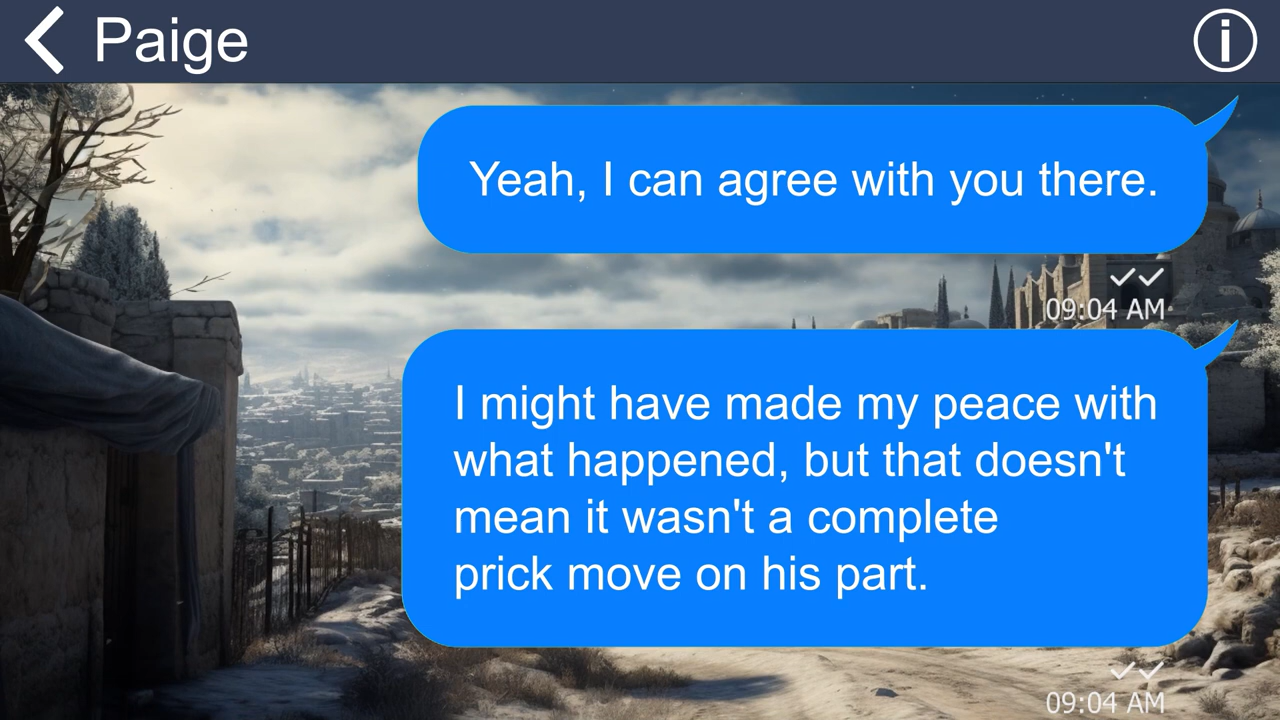 Paige
Yeah, I can agree with you there.
09:04 AM
I might have made my peace with
what happened, but that doesn't
mean it wasn't a complete
prick move on his part.
09:04 AM